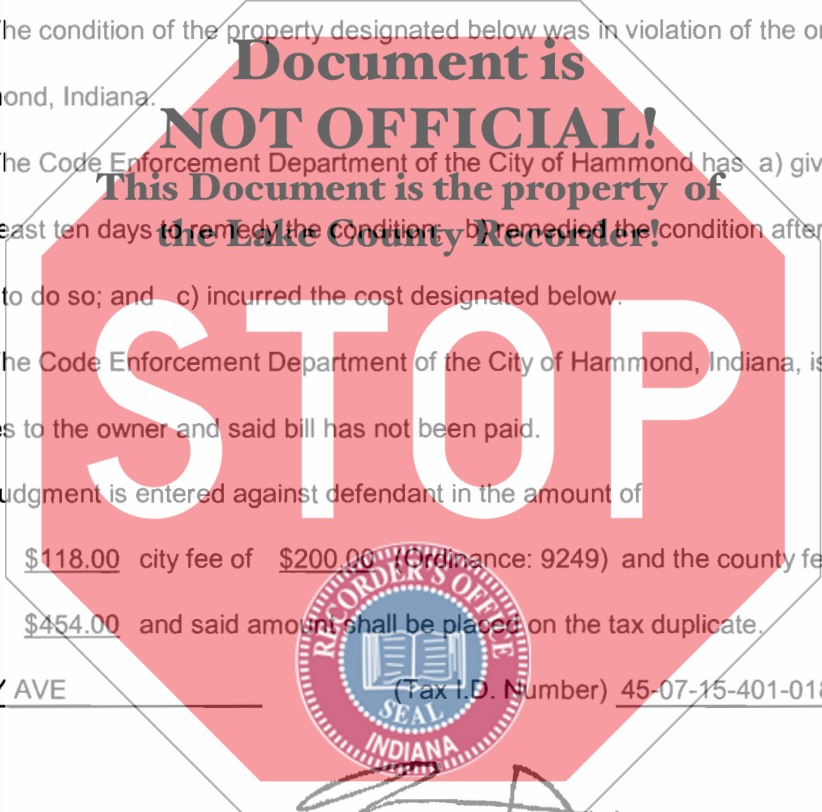 he condition of the property designated below was in violation of the or
Document is
ond, Indiana.
NOT OFFICIAL!
he Code Enforcement Department of the City of Hammond has a) giv
This Document is the property of
east ten days to remedy the condition; b) remedied the condition after
the Lake County Recorder!
to do so; and c) incurred the cost designated below.
STOP
he Code Enforcement Department of the City of Hammond, Indiana, is
s to the owner and said bill has not been paid.
udgment is entered against defendant in the amount of
$118.00 city fee of $200.00 (Ordinance: 9249) and the county fe
$454.00 and said amount shall be placed on the tax duplicate.
RECORDER'S OFFICE
AVE (Tax I.D. Number) 45-07-15-401-018
SEAL
INDIANA